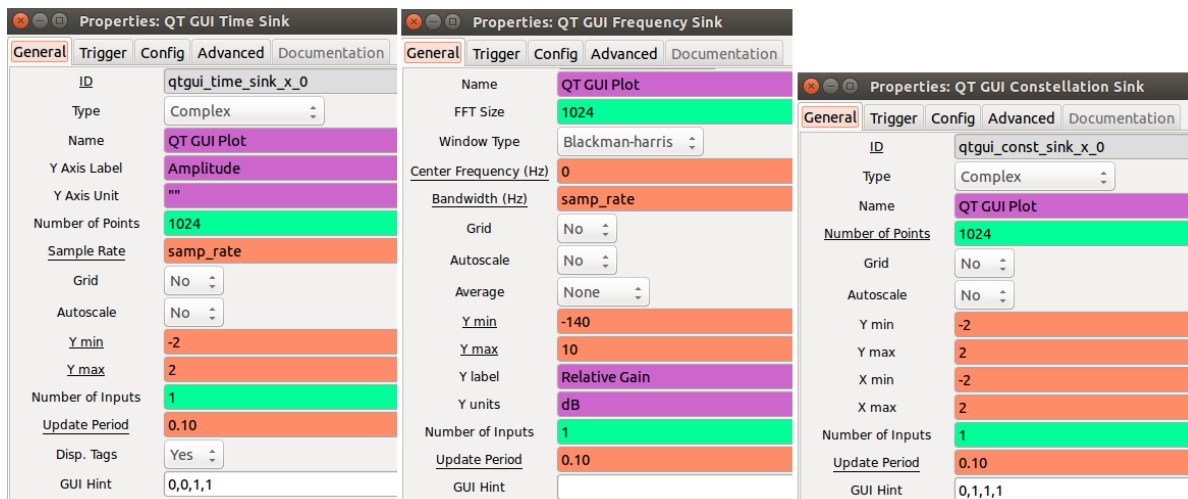 Properties: QT GUI Time Sink
General Trigger Config Advanced Documentation
ID qtgui_time_sink_x_0
Type Complex
Name QT GUI Plot
Y Axis Label Amplitude
Y Axis Unit ""
Number of Points 1024
Sample Rate samp_rate
Grid No
Autoscale No
Y min -2
Y max 2
Number of Inputs 1
Update Period 0.10
Disp. Tags Yes
GUI Hint 0,0,1,1
Properties: QT GUI Frequency Sink
General Trigger Config Advanced Documentation
Name QT GUI Plot
FFT Size 1024
Window Type Blackman-harris
Center Frequency (Hz) 0
Bandwidth (Hz) samp_rate
Grid No
Autoscale No
Average None
Y min -140
Y max 10
Y label Relative Gain
Y units dB
Number of Inputs 1
Update Period 0.10
GUI Hint
Properties: QT GUI Constellation Sink
General Trigger Config Advanced Documentation
ID qtgui_const_sink_x_0
Type Complex
Name QT GUI Plot
Number of Points 1024
Grid No
Autoscale No
Y min -2
Y max 2
X min -2
X max 2
Number of Inputs 1
Update Period 0.10
GUI Hint 0,1,1,1